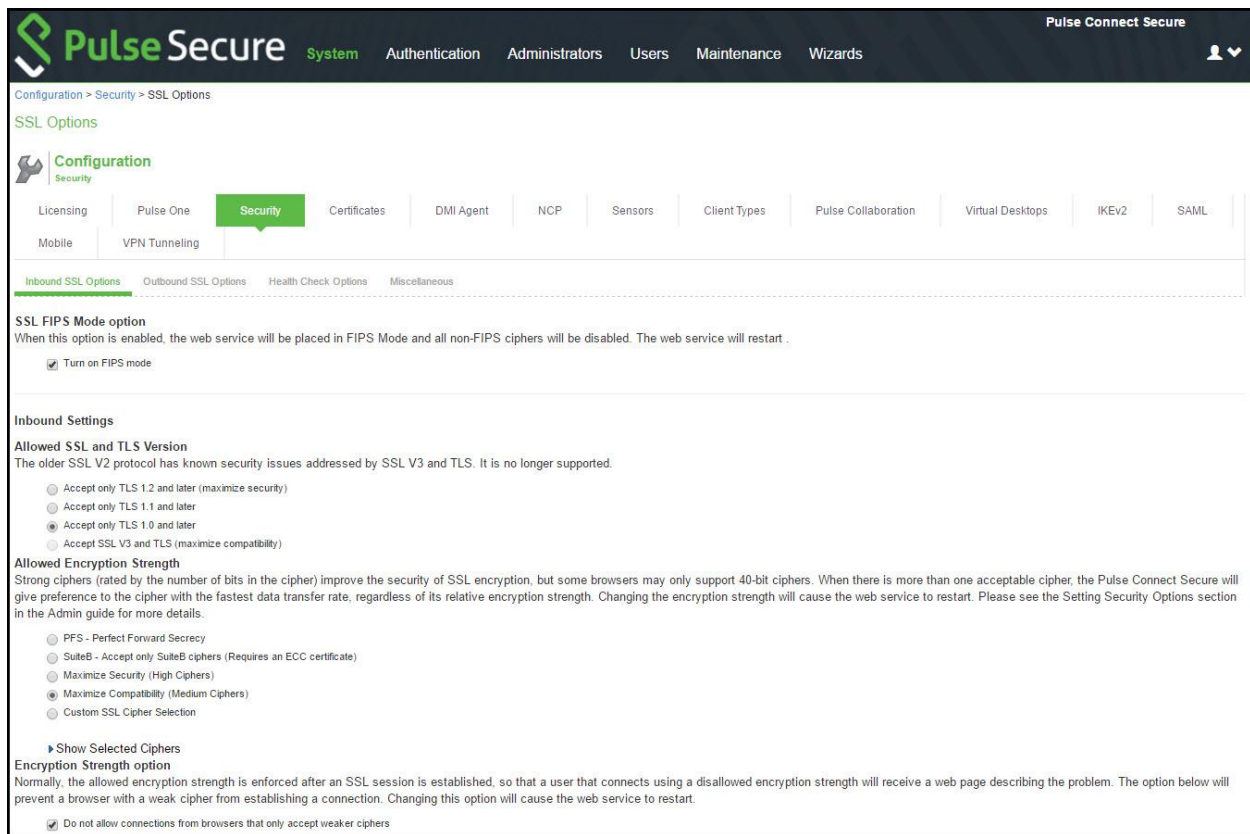 Pulse Connect Secure
Pulse Secure System Authentication Administrators Users Maintenance Wizards
Configuration > Security > SSL Options
SSL Options
Configuration
Security
Licensing Pulse One Security Certificates DMI Agent NCP Sensors Client Types Pulse Collaboration Virtual Desktops IKEv2 SAML
Mobile VPN Tunneling
Inbound SSL Options Outbound SSL Options Health Check Options Miscellaneous
SSL FIPS Mode option
When this option is enabled, the web service will be placed in FIPS Mode and all non-FIPS ciphers will be disabled. The web service will restart .
Turn on FIPS mode
Inbound Settings
Allowed SSL and TLS Version
The older SSL V2 protocol has known security issues addressed by SSL V3 and TLS. It is no longer supported.
Accept only TLS 1.2 and later (maximize security)
Accept only TLS 1.1 and later
Accept only TLS 1.0 and later
Accept SSL V3 and TLS (maximize compatibility)
Allowed Encryption Strength
Strong ciphers (rated by the number of bits in the cipher) improve the security of SSL encryption, but some browsers may only support 40-bit ciphers. When there is more than one acceptable cipher, the Pulse Connect Secure will
give preference to the cipher with the fastest data transfer rate, regardless of its relative encryption strength. Changing the encryption strength will cause the web service to restart. Please see the Setting Security Options section
in the Admin guide for more details.
PFS - Perfect Forward Secrecy
SuiteB - Accept only SuiteB ciphers (Requires an ECC certificate)
Maximize Security (High Ciphers)
Maximize Compatibility (Medium Ciphers)
Custom SSL Cipher Selection
Show Selected Ciphers
Encryption Strength option
Normally, the allowed encryption strength is enforced after an SSL session is established, so that a user that connects using a disallowed encryption strength will receive a web page describing the problem. The option below will
prevent a browser with a weak cipher from establishing a connection. Changing this option will cause the web service to restart.
Do not allow connections from browsers that only accept weaker ciphers